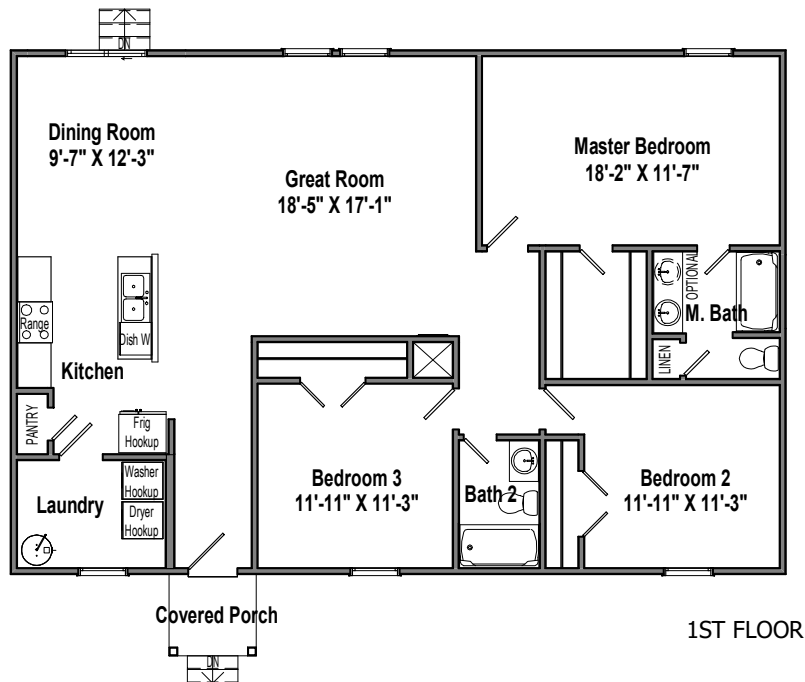 DN
Dining Room
9'-7" X 12'-3"
Great Room
18'-5" X 17'-1"
Master Bedroom
18'-2" X 11'-7"
OPTIONAL
M. Bath
LINEN
Range
Dish W
Kitchen
PANTRY
Frig
Hookup
Washer
Hookup
Dryer
Hookup
Laundry
Bedroom 3
11'-11" X 11'-3"
Bath 2
Bedroom 2
11'-11" X 11'-3"
Covered Porch
DN
1ST FLOOR